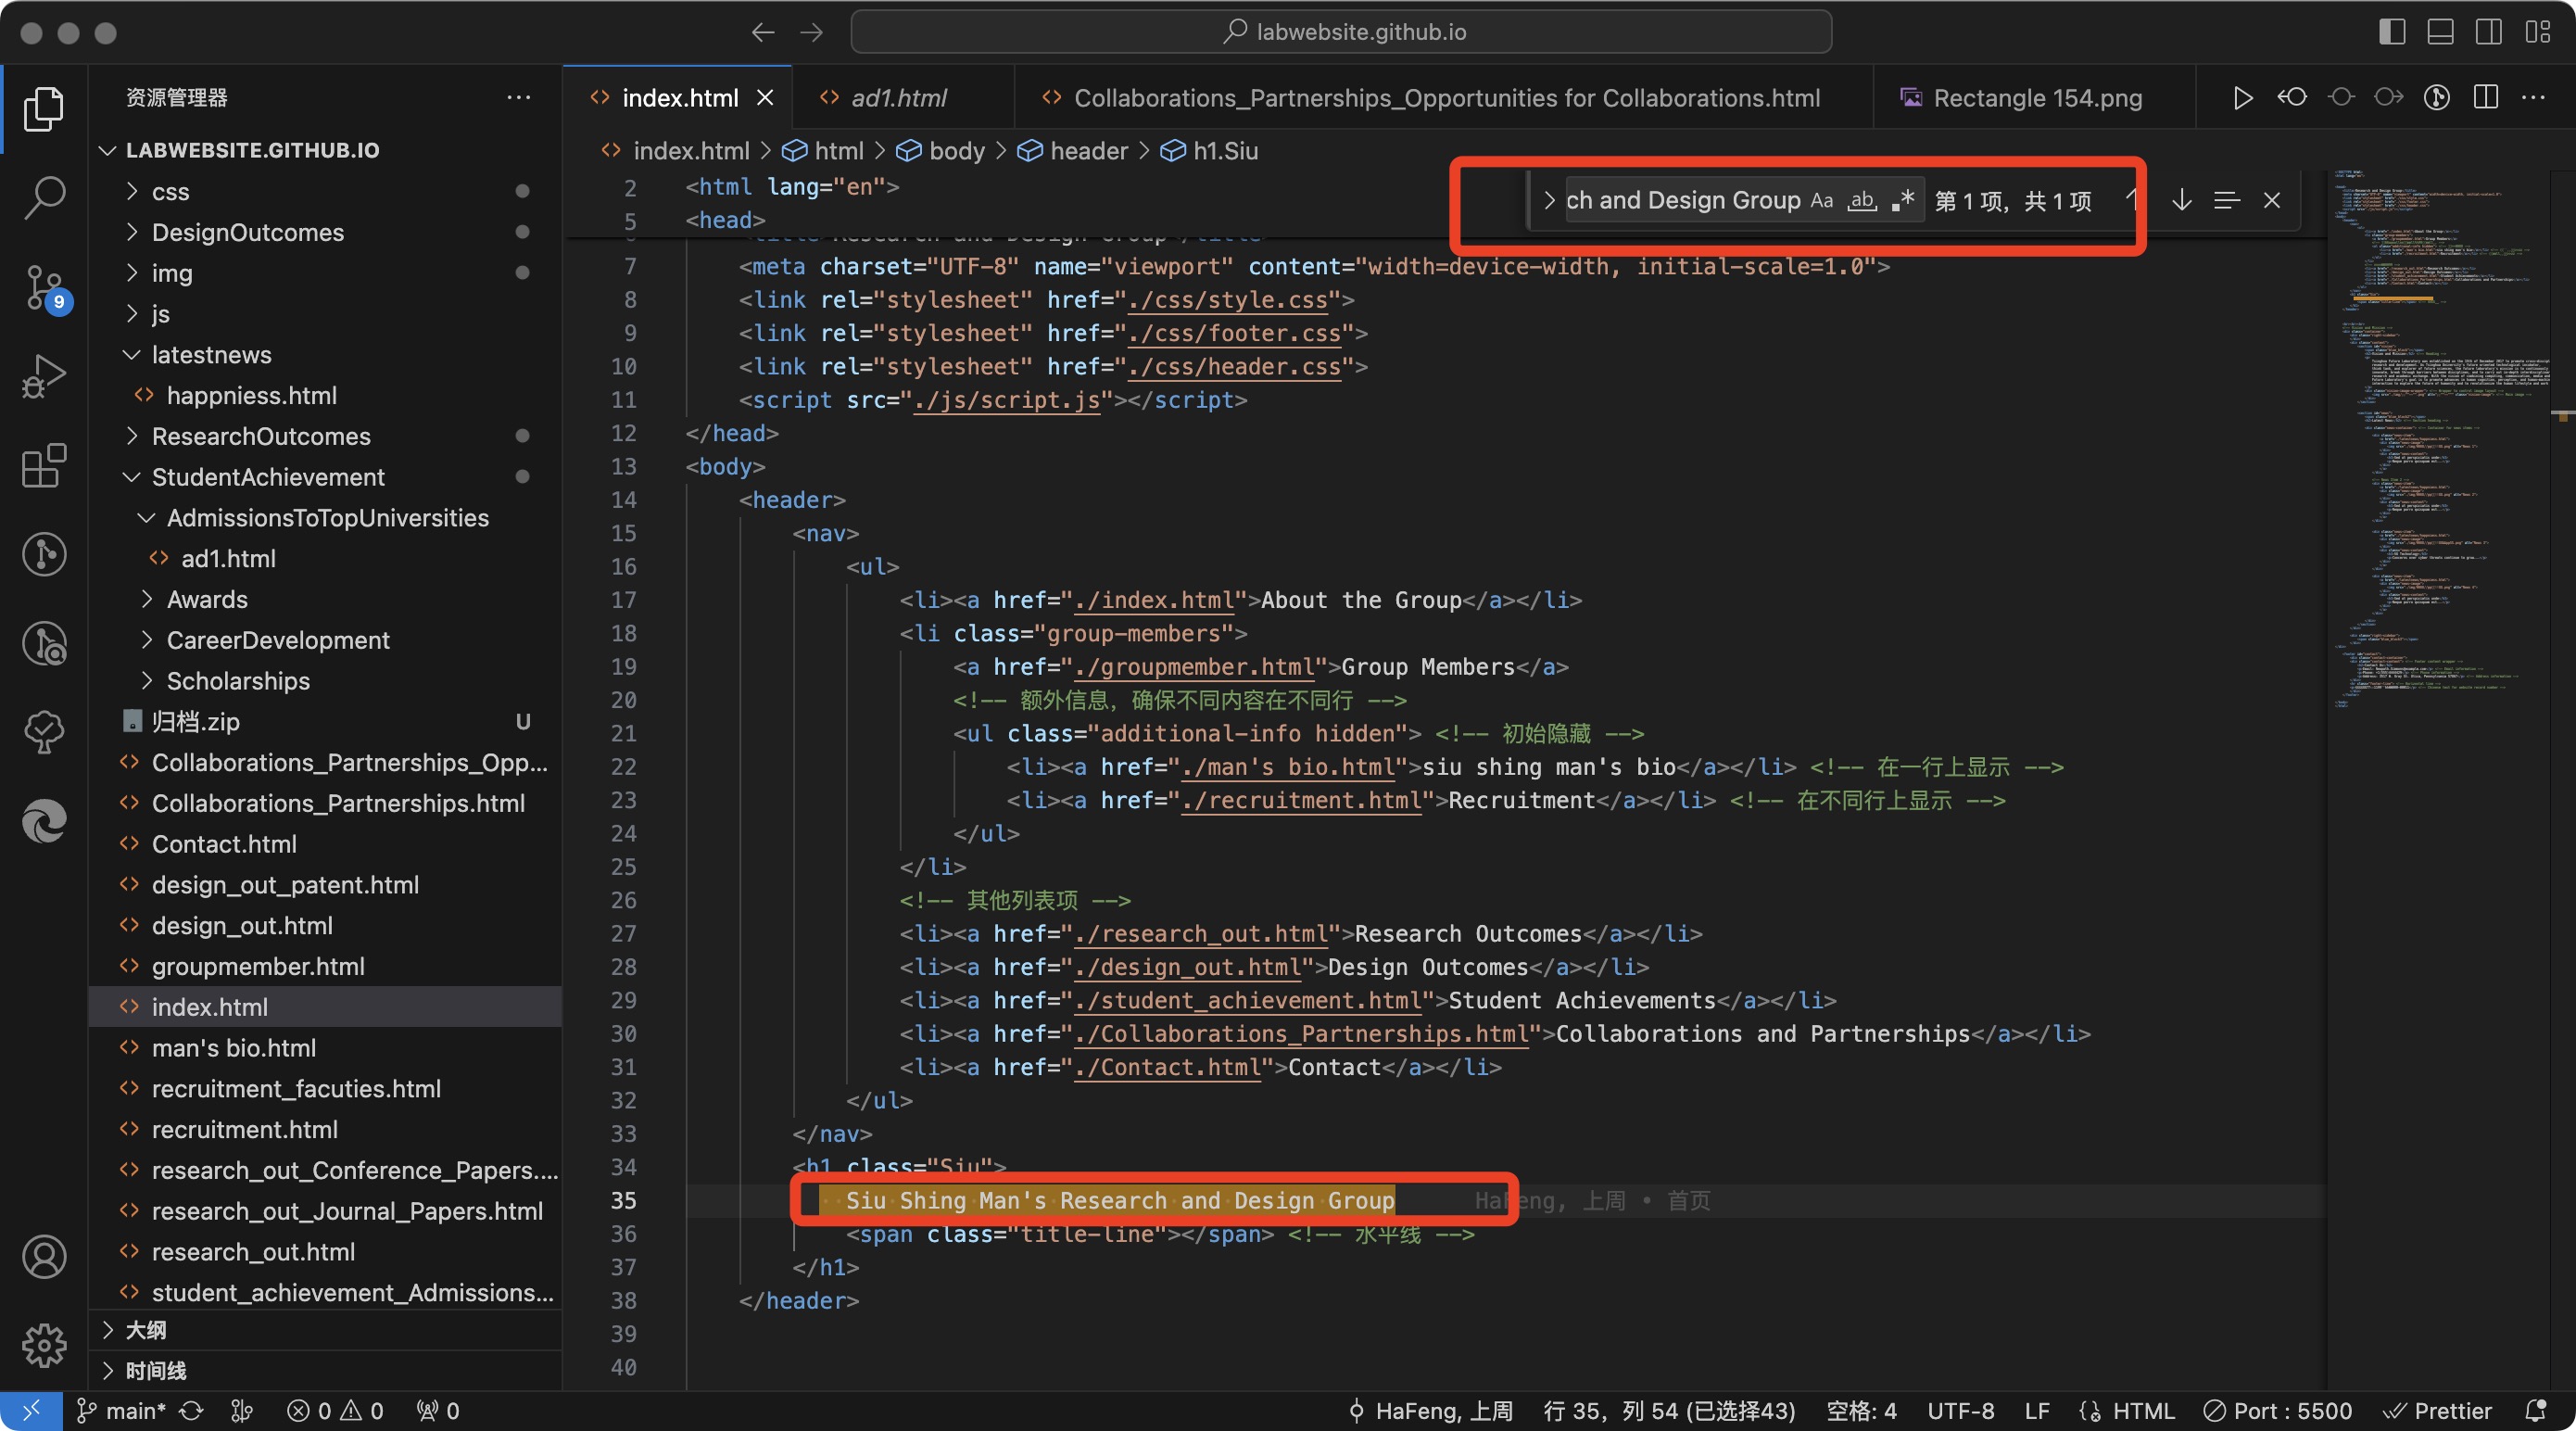 labwebsite.github.io
资源管理器
LABWEBSITE.GITHUB.IO
css
DesignOutcomes
img
js
latestnews
happniess.html
ResearchOutcomes
StudentAchievement
AdmissionsToTopUniversities
ad1.html
Awards
CareerDevelopment
Scholarships
归档.zip U
Collaborations_Partnerships_Opp...
Collaborations_Partnerships.html
Contact.html
design_out_patent.html
design_out.html
groupmember.html
index.html
man's bio.html
recruitment_facuties.html
recruitment.html
research_out_Conference_Papers....
research_out_Journal_Papers.html
research_out.html
student_achievement_Admissions...
大纲
时间线
9
index.html
ad1.html
Collaborations_Partnerships_Opportunities for Collaborations.html
Rectangle 154.png
index.html > html > body > header > h1.Siu
ch and Design Group Aa ab .* 第 1 项，共 1 项
2 <html lang="en">
5 <head>
6 <title>Research and Design Group</title>
7 <meta charset="UTF-8" name="viewport" content="width=device-width, initial-scale=1.0">
8 <link rel="stylesheet" href="./css/style.css">
9 <link rel="stylesheet" href="./css/footer.css">
10 <link rel="stylesheet" href="./css/header.css">
11 <script src="./js/script.js"></script>
12 </head>
13 <body>
14 <header>
15 <nav>
16 <ul>
17 <li><a href="./index.html">About the Group</a></li>
18 <li class="group-members">
19 <a href="./groupmember.html">Group Members</a>
20 <!-- 额外信息，确保不同内容在不同行 -->
21 <ul class="additional-info hidden"> <!-- 初始隐藏 -->
22 <li><a href="./man's bio.html">siu shing man's bio</a></li> <!-- 在一行上显示 -->
23 <li><a href="./recruitment.html">Recruitment</a></li> <!-- 在不同行上显示 -->
24 </ul>
25 </li>
26 <!-- 其他列表项 -->
27 <li><a href="./research_out.html">Research Outcomes</a></li>
28 <li><a href="./design_out.html">Design Outcomes</a></li>
29 <li><a href="./student_achievement.html">Student Achievements</a></li>
30 <li><a href="./Collaborations_Partnerships.html">Collaborations and Partnerships</a></li>
31 <li><a href="./Contact.html">Contact</a></li>
32 </ul>
33 </nav>
34 <h1 class="Siu">
35 Siu Shing Man's Research and Design Group HaFeng, 上周 • 首页
36 <span class="title-line"></span> <!-- 水平线 -->
37 </h1>
38 </header>
39
40
main* 0 0 0 HaFeng, 上周 行 35，列 54 (已选择43) 空格: 4 UTF-8 LF HTML Port : 5500 Prettier